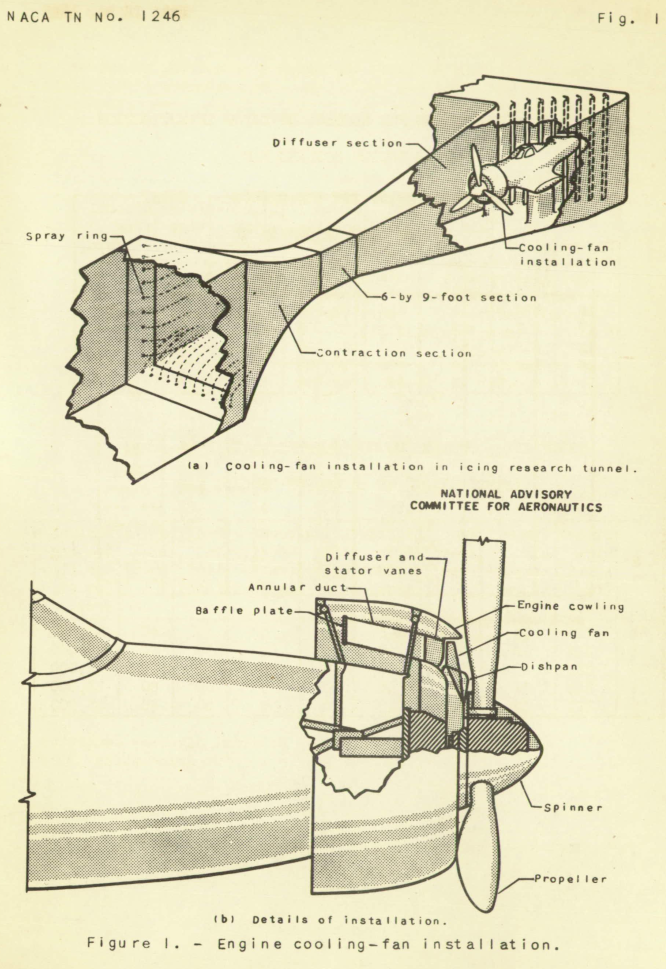 NACA TN No. 1246
Fig. 1
Diffuser section
Spray ring
Cooling-fan
installation
6-by 9-foot section
Contraction section
(a) Cooling-fan installation in icing research tunnel.
NATIONAL ADVISORY
COMMITTEE FOR AERONAUTICS
Diffuser and
stator vanes
Annular duct
Engine cowling
Baffle plate
Cooling fan
Dishpan
Spinner
Propeller
(b) Details of installation.
Figure 1. - Engine cooling-fan installation.